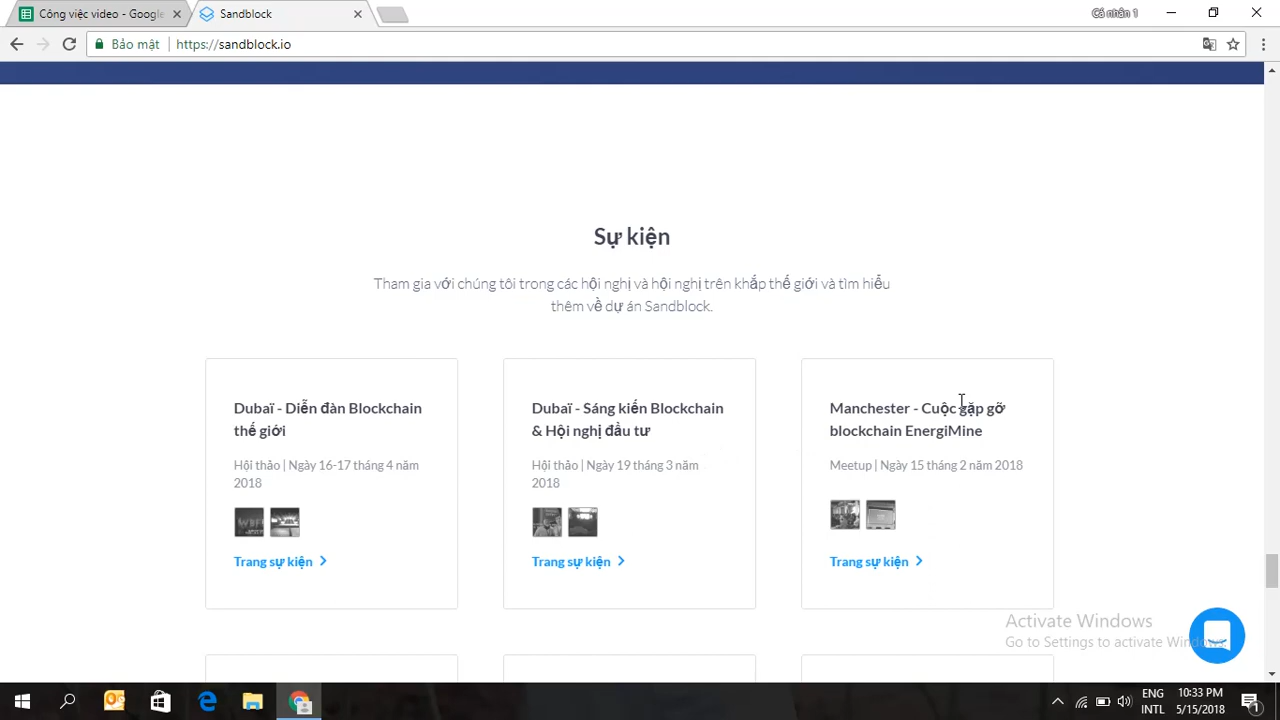 Công việc video - Google
Sandblock
Cá nhân 1
Bảo mật
https://sandblock.io
Sự kiện
Tham gia với chúng tôi trong các hội nghị và hội nghị trên khắp thế giới và tìm hiểu
thêm về dự án Sandblock.
Dubaï - Diễn đàn Blockchain
thế giới
Hội thảo | Ngày 16-17 tháng 4 năm
2018
Trang sự kiện
Dubaï - Sáng kiến Blockchain
& Hội nghị đầu tư
Hội thảo | Ngày 19 tháng 3 năm
2018
Trang sự kiện
Manchester - Cuộc gặp gỡ
blockchain EnergiMine
Meetup | Ngày 15 tháng 2 năm 2018
Trang sự kiện
Activate Windows
Go to Settings to activate Windows.
ENG
INTL
10:33 PM
5/15/2018
1